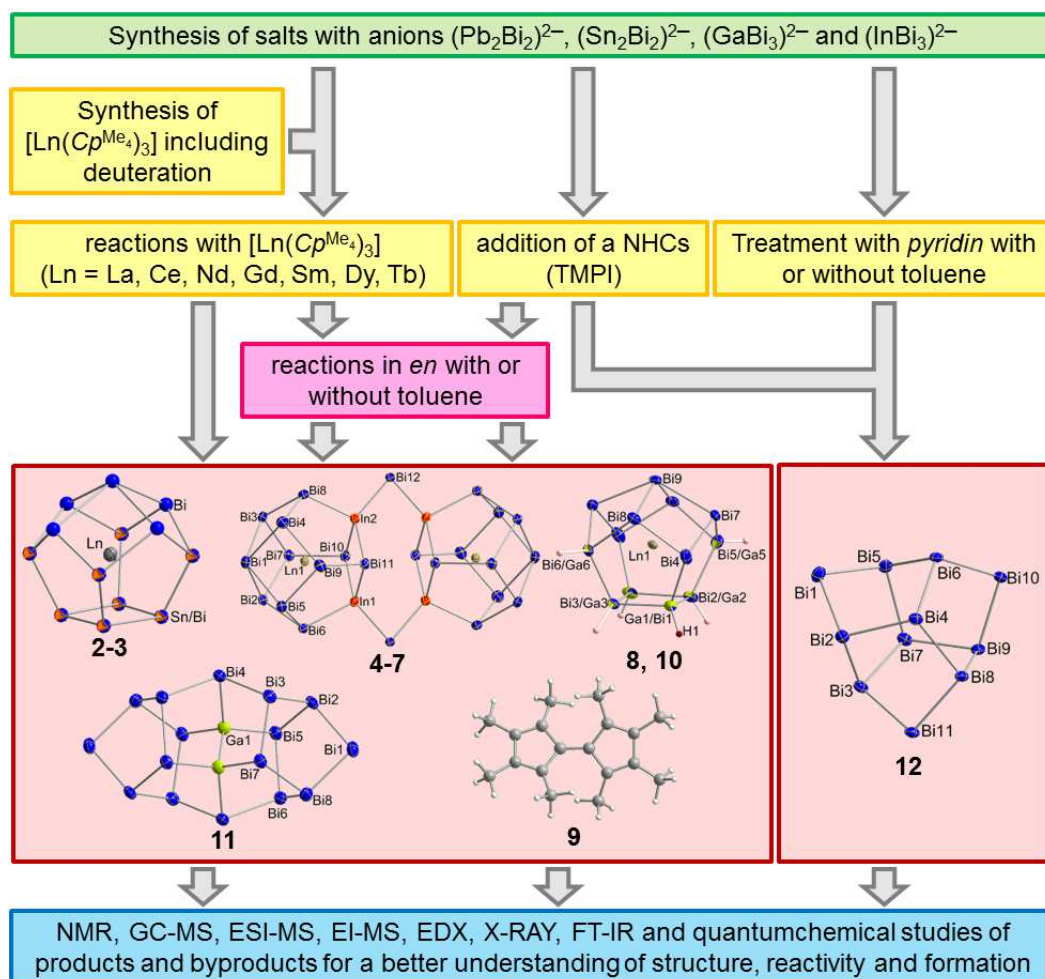 Synthesis of salts with anions (Pb₂Bi₂)²⁻, (Sn₂Bi₂)²⁻, (GaBi₃)²⁻ and (InBi₃)²⁻
Synthesis of
[Ln(Cpᴹᵉ⁴)₃] including
deuteration
reactions with [Ln(Cpᴹᵉ⁴)₃]
(Ln = La, Ce, Nd, Gd, Sm, Dy, Tb)
addition of a NHCs
(TMPI)
Treatment with pyridin with
or without toluene
reactions in en with or
without toluene
Bi
Ln
Sn/Bi
2-3
Bi12
Bi8
In2
Bi3
Bi4
Bi7
Bi10
Bi1
Ln1
Bi9
Bi11
Bi2
Bi5
In1
Bi6
4-7
Bi9
Bi8
Bi7
Ln1
Bi4
Bi5/Ga5
Bi6/Ga6
Bi3/Ga3
Bi2/Ga2
Ga1/Bi1
H1
8, 10
Bi4
Bi3
Bi2
Ga1
Bi5
Bi1
Bi7
Bi6
Bi8
11
9
Bi5
Bi6
Bi10
Bi1
Bi4
Bi2
Bi7
Bi9
Bi3
Bi8
Bi11
12
NMR, GC-MS, ESI-MS, EI-MS, EDX, X-RAY, FT-IR and quantumchemical studies of
products and byproducts for a better understanding of structure, reactivity and formation